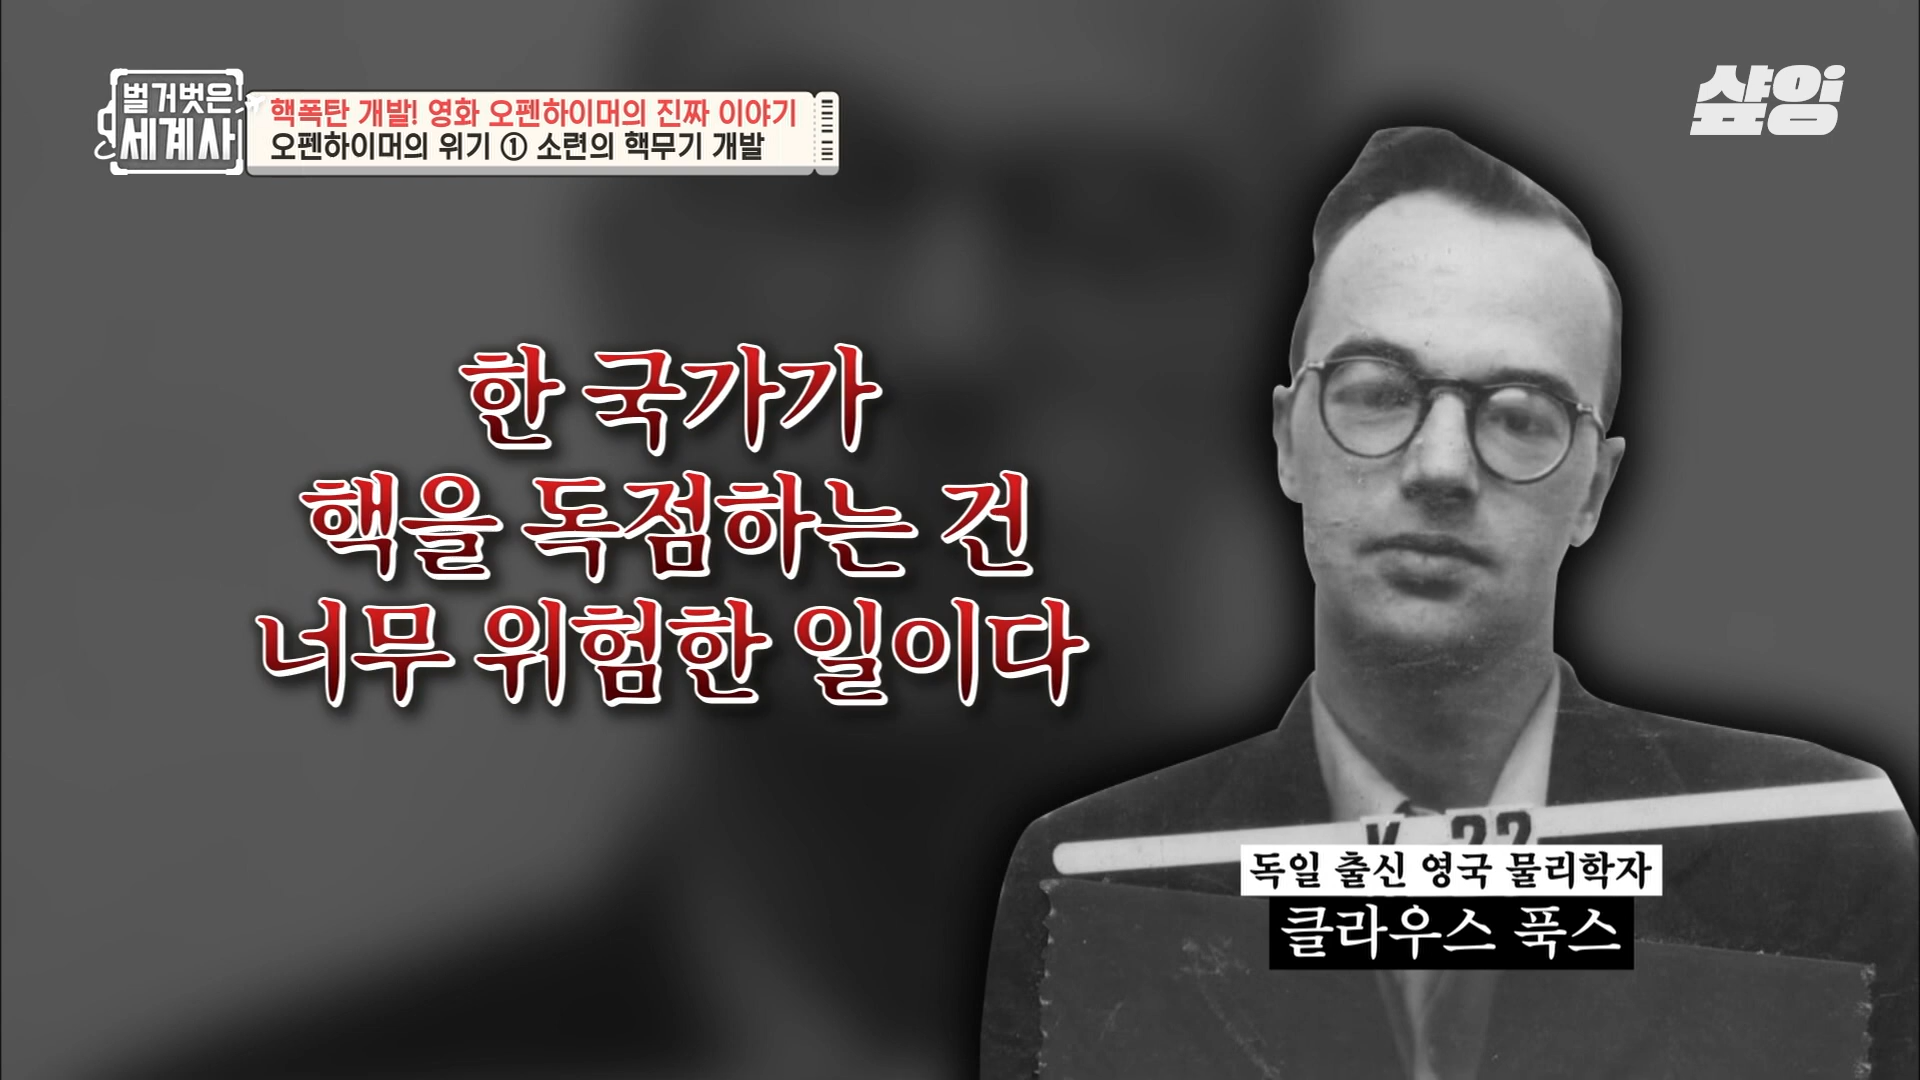 벌거벗은
세계사
핵폭탄 개발! 영화 오펜하이머의 진짜 이야기
오펜하이머의 위기 ① 소련의 핵무기 개발
샾잉
한 국가가
핵을 독점하는 건
너무 위험한 일이다
독일 출신 영국 물리학자
클라우스 푹스